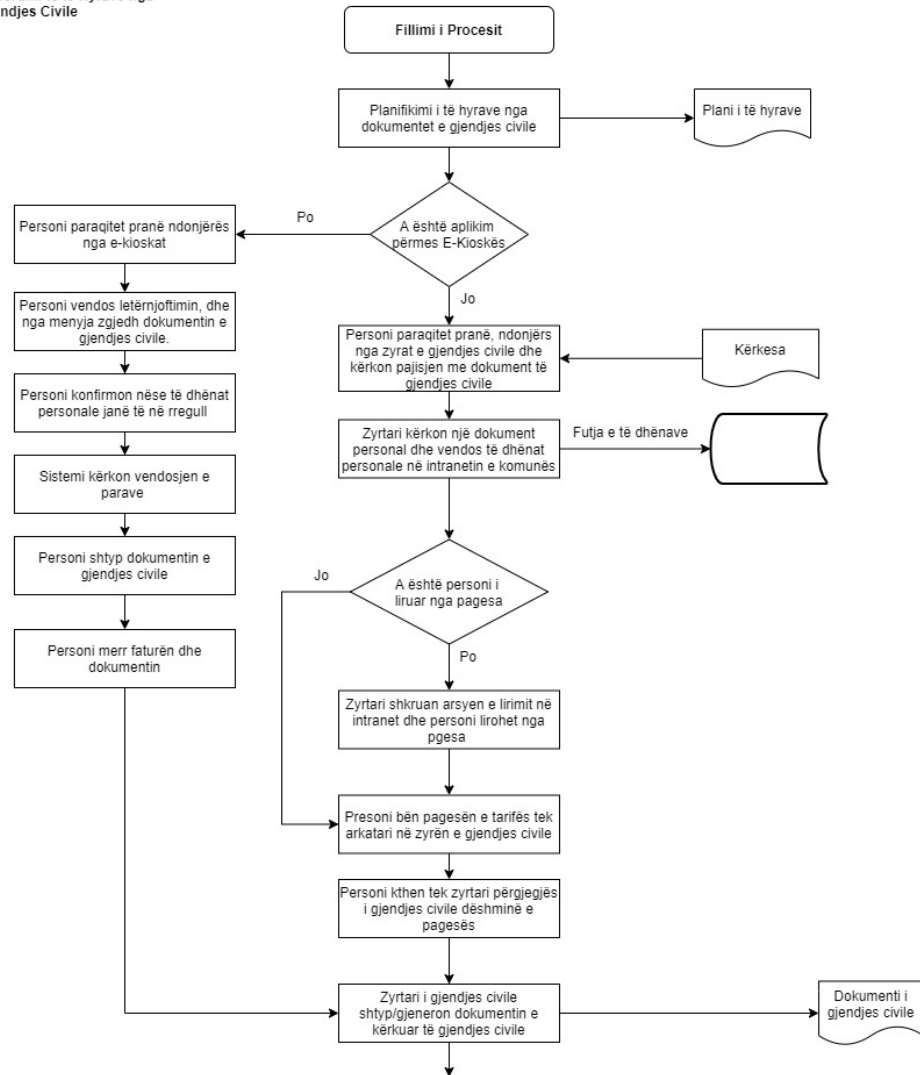 ndjes Civile
Fillimi i Procesit
Planifikimi i të hyrave nga
dokumentet e gjendjes civile
Plani i të hyrave
A është aplikim
përmes E-Kioskës
Po
Jo
Personi paraqitet pranë ndonjërës
nga e-kioskat
Personi vendos letërnjoftimin, dhe
nga menyja zgjedh dokumentin e
gjendjes civile.
Personi konfirmon nëse të dhënat
personale janë të në rregull
Sistemi kërkon vendosjen e
parave
Personi shtyp dokumentin e
gjendjes civile
Personi merr faturën dhe
dokumentin
Personi paraqitet pranë, ndonjërs
nga zyrat e gjendjes civile dhe
kërkon pajisjen me dokument të
gjendjes civile
Kërkesa
Zyrtari kërkon një dokument
personal dhe vendos të dhënat
personale në intranetin e komunës
Futja e të dhënave
A është personi i
liruar nga pagesa
Jo
Po
Zyrtari shkruan arsyen e lirimit në
intranet dhe personi lirohet nga
pgesa
Presoni bën pagesën e tarifës tek
arkatari në zyrën e gjendjes civile
Personi kthen tek zyrtari përgjegjës
i gjendjes civile dëshminë e
pagesës
Zyrtari i gjendjes civile
shtyp/gjeneron dokumentin e
kërkuar të gjendjes civile
Dokumenti i
gjendjes civile